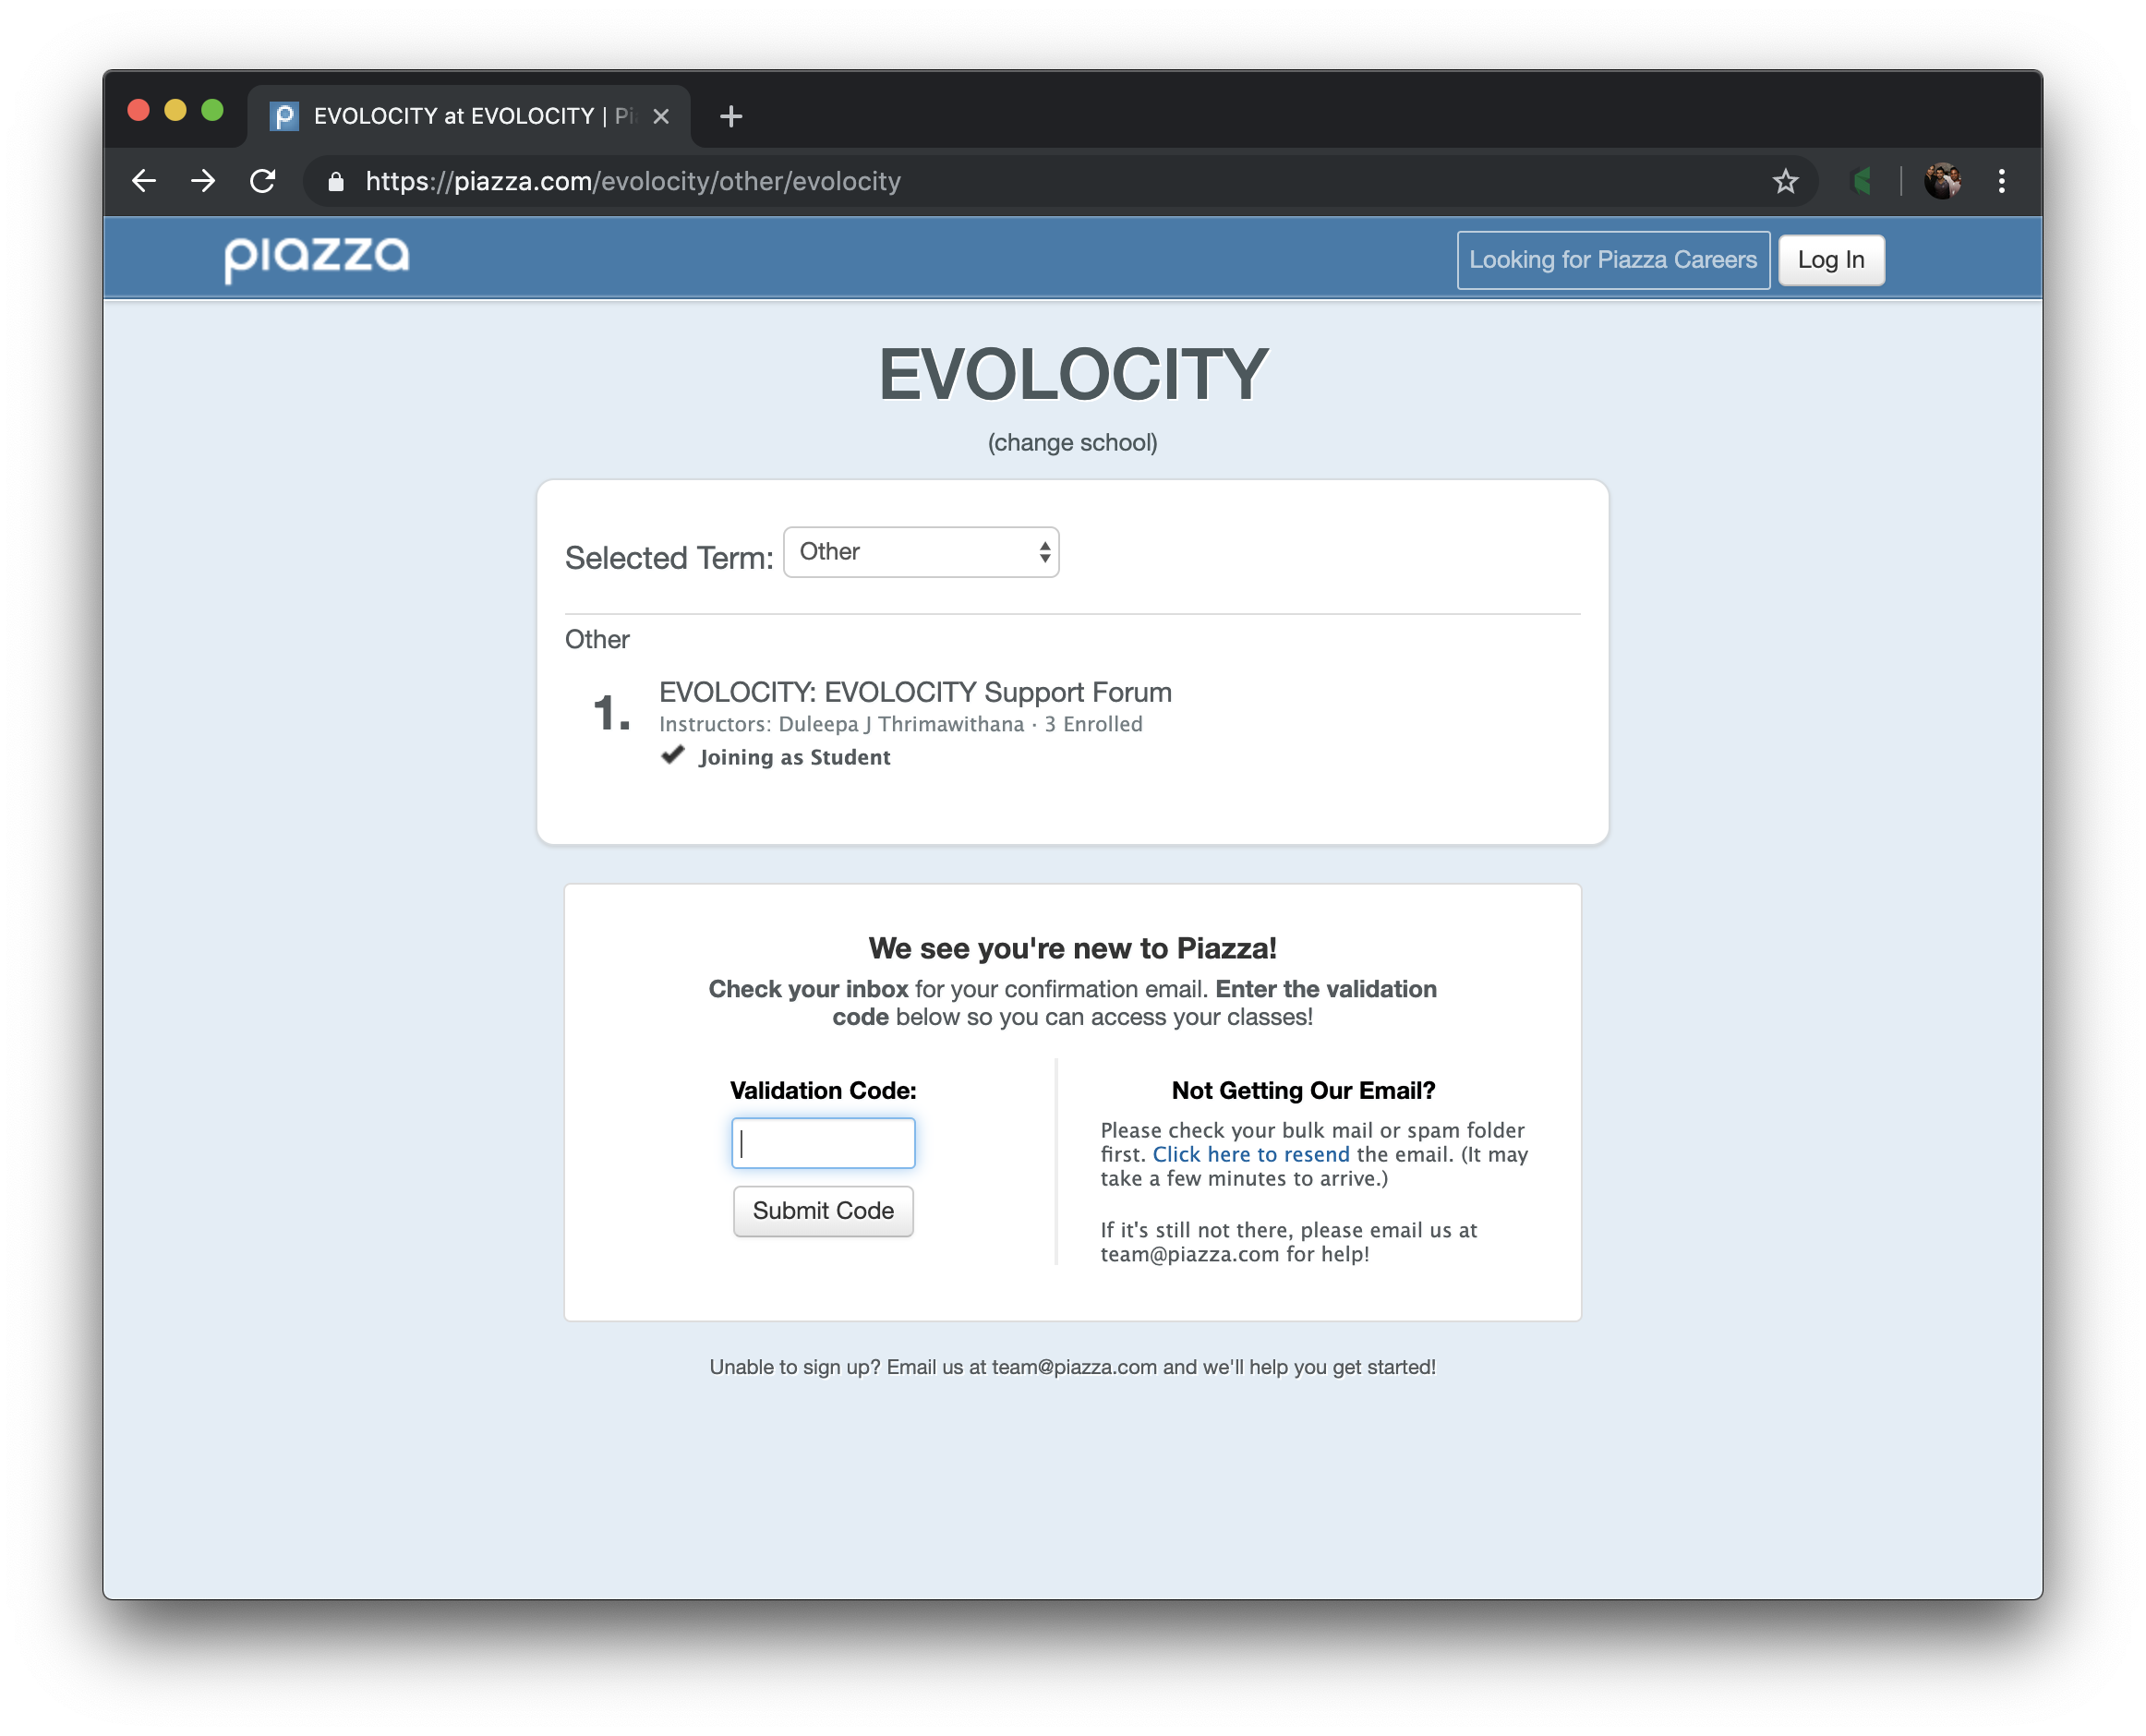 EVOLOCITY at EVOLOCITY | Pi
https://piazza.com/evolocity/other/evolocity
piazza
Looking for Piazza Careers
Log In
EVOLOCITY
(change school)
Selected Term: Other
Other
1.
EVOLOCITY: EVOLOCITY Support Forum
Instructors: Duleepa J Thrimawithana · 3 Enrolled
Joining as Student
We see you're new to Piazza!
Check your inbox for your confirmation email. Enter the validation
code below so you can access your classes!
Validation Code:
Submit Code
Not Getting Our Email?
Please check your bulk mail or spam folder
first. Click here to resend the email. (It may
take a few minutes to arrive.)
If it's still not there, please email us at
team@piazza.com for help!
Unable to sign up? Email us at team@piazza.com and we'll help you get started!